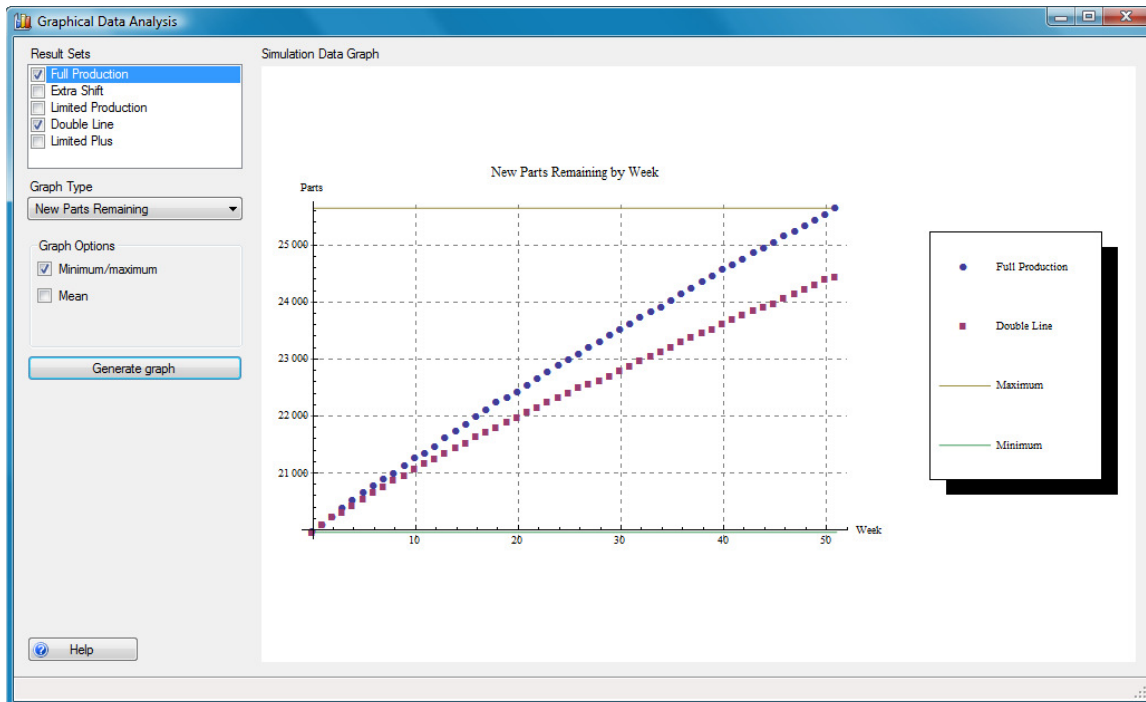 Graphical Data Analysis
Result Sets
Full Production
Extra Shift
Limited Production
Double Line
Limited Plus
Graph Type
New Parts Remaining
Graph Options
Minimum/maximum
Mean
Generate graph
Help
Simulation Data Graph
New Parts Remaining by Week
Parts
25 000
24 000
23 000
22 000
21 000
10 20 30 40 50
Week
Full Production
Double Line
Maximum
Minimum